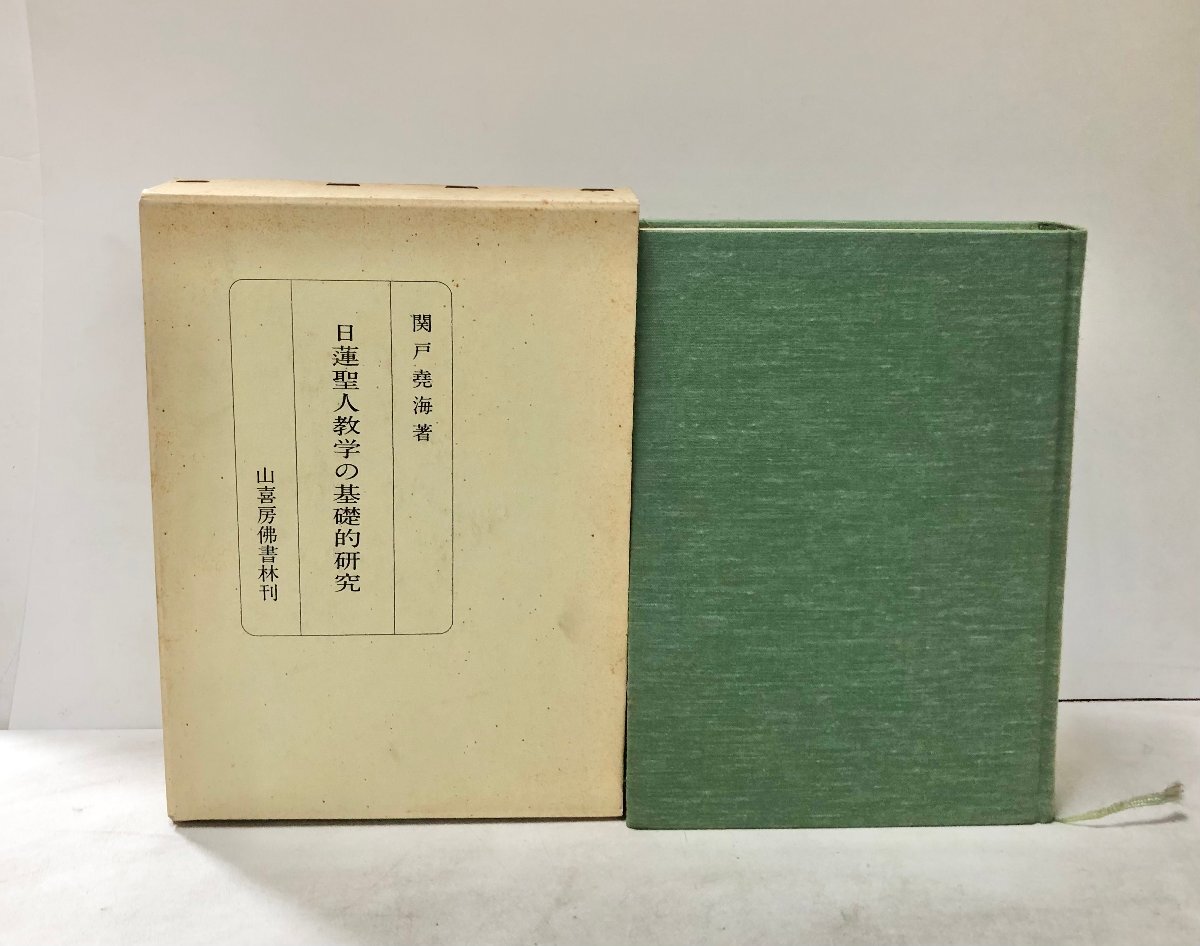 関戸堯海著
日蓮聖人教学の基礎的研究
山喜房佛書林刊